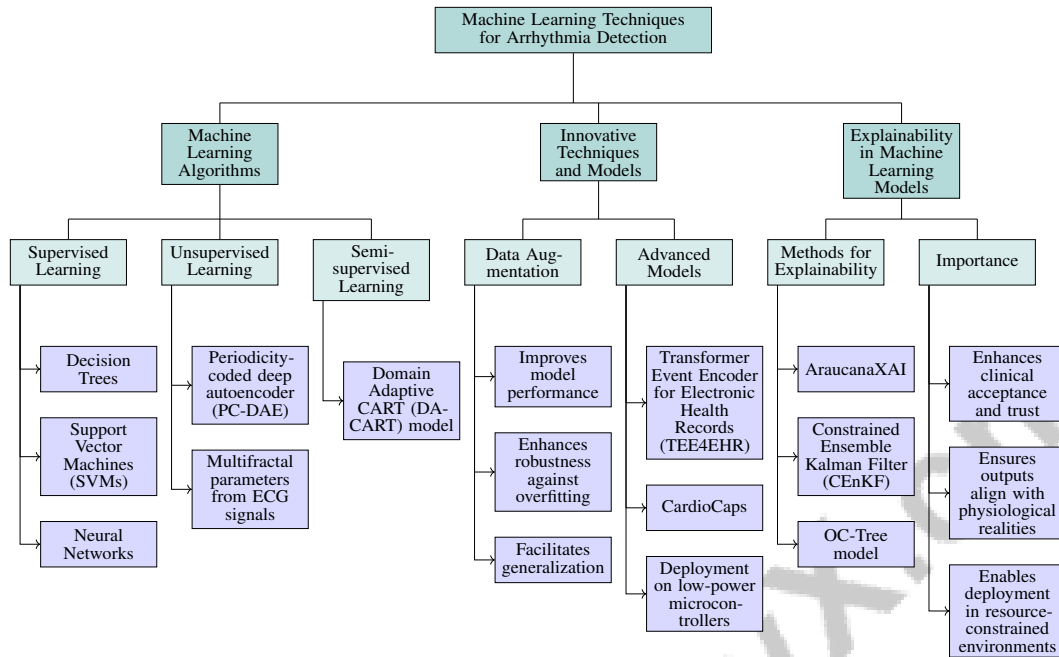 Machine Learning Techniques
for Arrhythmia Detection
Machine
Learning
Algorithms
Innovative
Techniques
and Models
Explainability
in Machine
Learning
Models
Supervised
Learning
Unsupervised
Learning
Semi-
supervised
Learning
Data Aug-
mentation
Advanced
Models
Methods for
Explainability
Importance
Decision
Trees
Support
Vector
Machines
(SVMs)
Neural
Networks
Periodicity-
coded deep
autoencoder
(PC-DAE)
Multifractal
parameters
from ECG
signals
Domain
Adaptive
CART (DA-
CART) model
Improves
model
performance
Enhances
robustness
against
overfitting
Facilitates
generalization
Transformer
Event Encoder
for Electronic
Health
Records
(TEE4EHR)
CardioCaps
Deployment
on low-power
microcon-
trollers
AraucanaXAI
Constrained
Ensemble
Kalman Filter
(CEnKF)
OC-Tree
model
Enhances
clinical
acceptance
and trust
Ensures
outputs
align with
physiological
realities
Enables
deployment
in resource-
constrained
environments